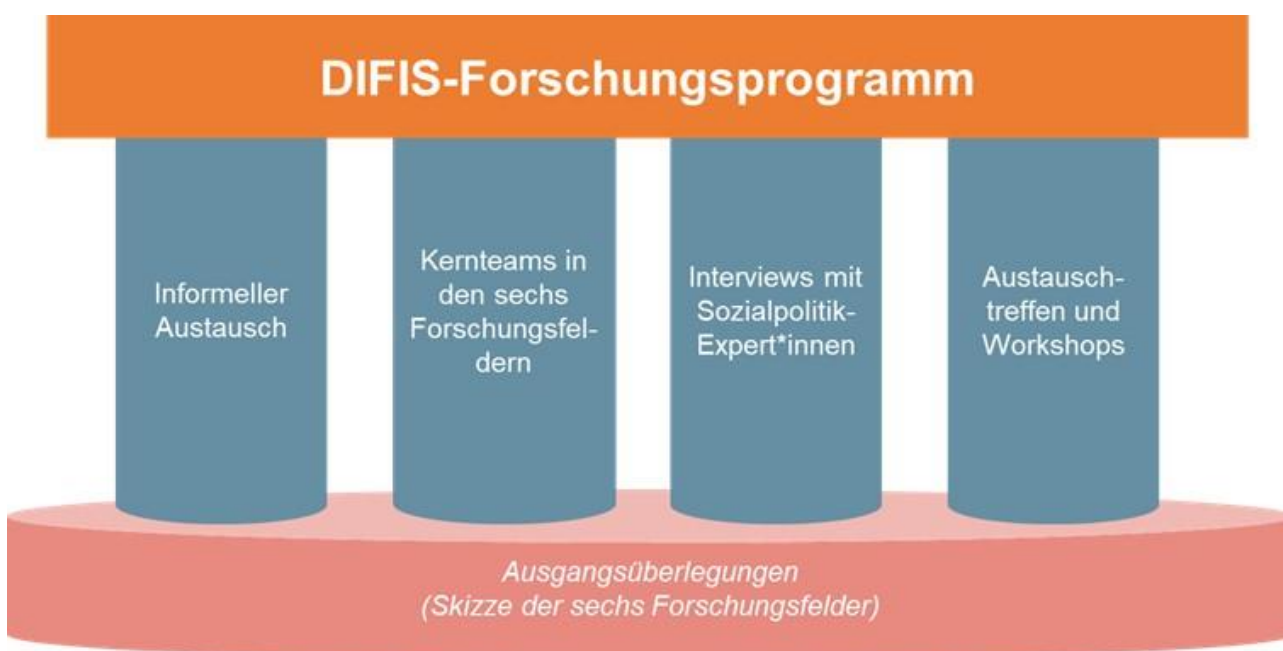 DIFIS-Forschungsprogramm
Informeller
Austausch
Kernteams in
den sechs
Forschungsfel-
dern
Interviews mit
Sozialpolitik-
Expert*innen
Austausch-
treffen und
Workshops
Ausgangsüberlegungen
(Skizze der sechs Forschungsfelder)